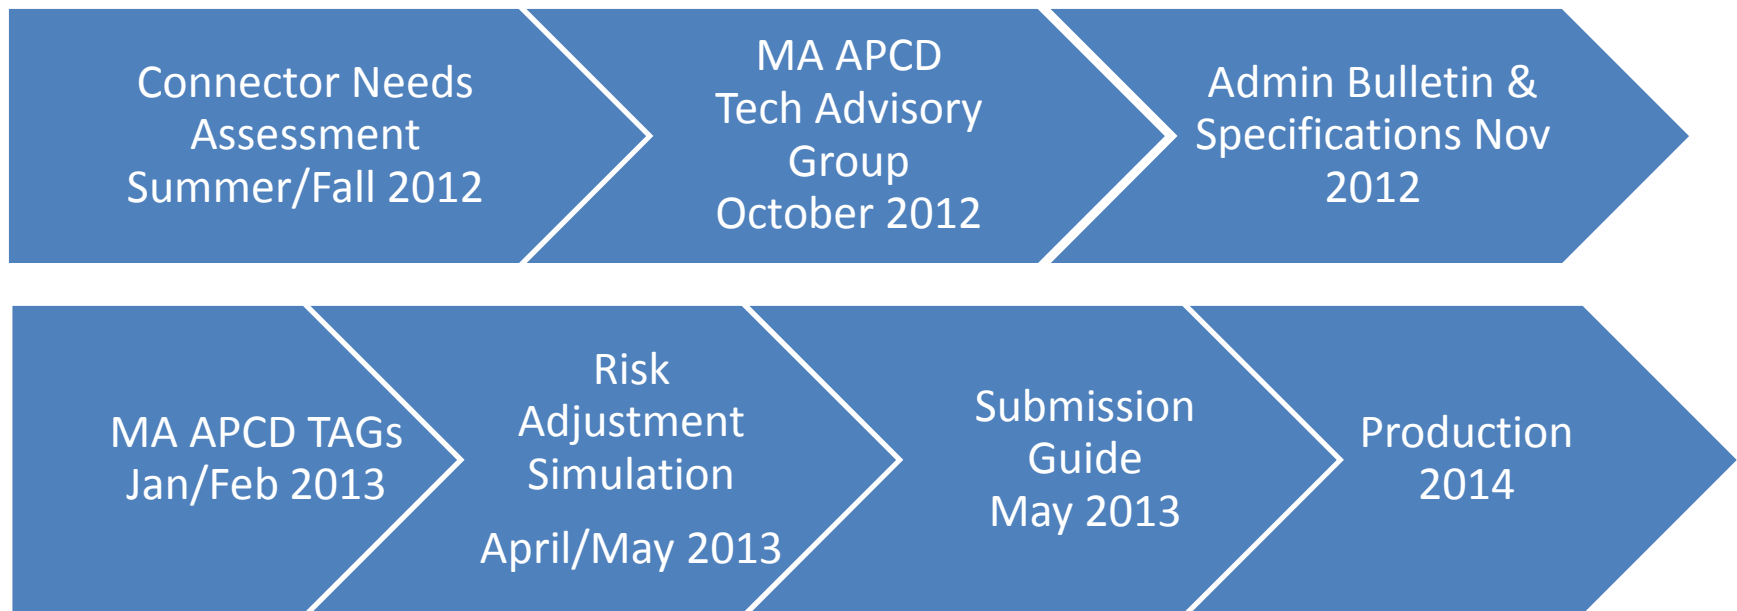 Connector Needs
Assessment
Summer/Fall 2012
MA APCD
Tech Advisory
Group
October 2012
Admin Bulletin &
Specifications Nov
2012
MA APCD TAGs
Jan/Feb 2013
Risk
Adjustment
Simulation
April/May 2013
Submission
Guide
May 2013
Production
2014